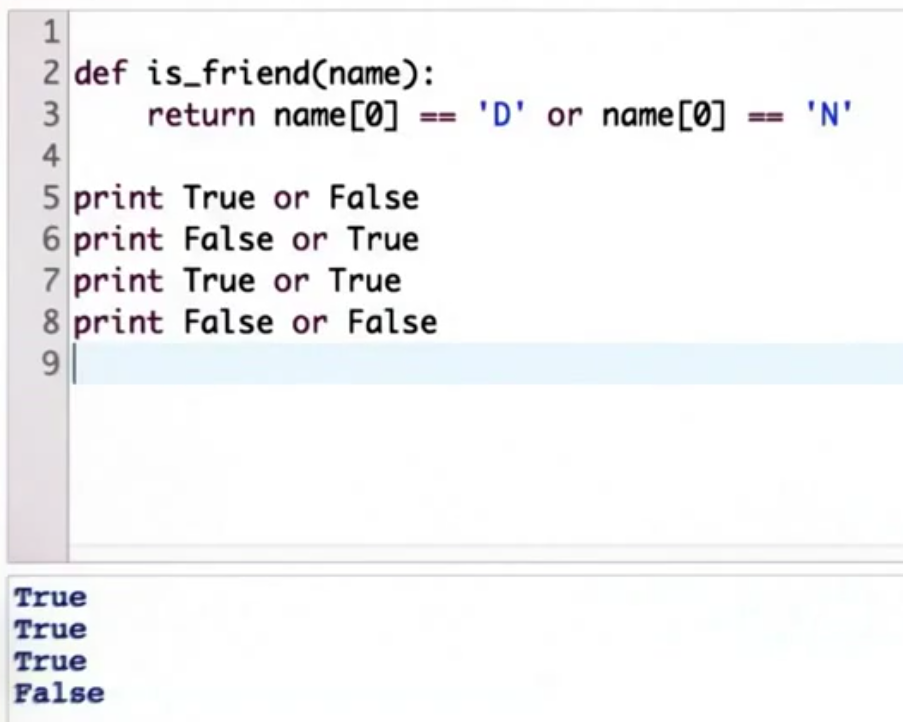 1
2 def is_friend(name):
3     return name[0] == 'D' or name[0] == 'N'
4
5 print True or False
6 print False or True
7 print True or True
8 print False or False
9
True
True
True
False